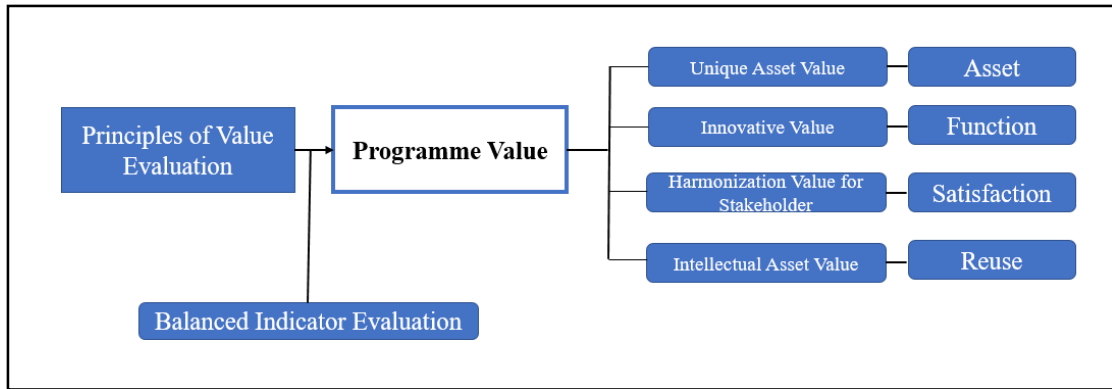 Principles of Value
Evaluation
Programme Value
Balanced Indicator Evaluation
Unique Asset Value
Asset
Innovative Value
Function
Harmonization Value for
Stakeholder
Satisfaction
Intellectual Asset Value
Reuse